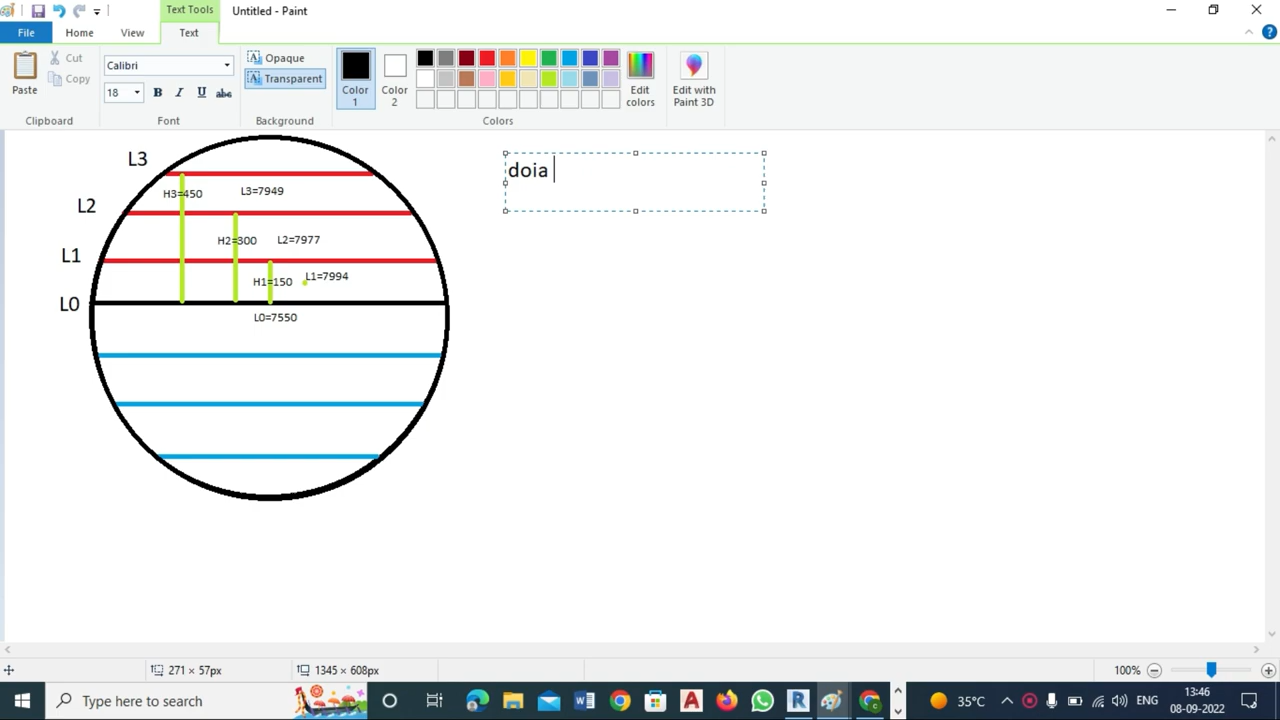 Text Tools
Untitled - Paint
File
Home
View
Text
Paste
Cut
Copy
Calibri
18
B I U abc
Opaque
Transparent
Color 1
Color 2
Edit colors
Edit with Paint 3D
Clipboard
Font
Background
Colors
L3
doia
H3=450
L3=7949
L2
H2=300
L2=7977
L1
H1=150
L1=7994
L0
L0=7550
271 × 57px
1345 × 608px
100%
Type here to search
35°C
ENG
13:46
08-09-2022